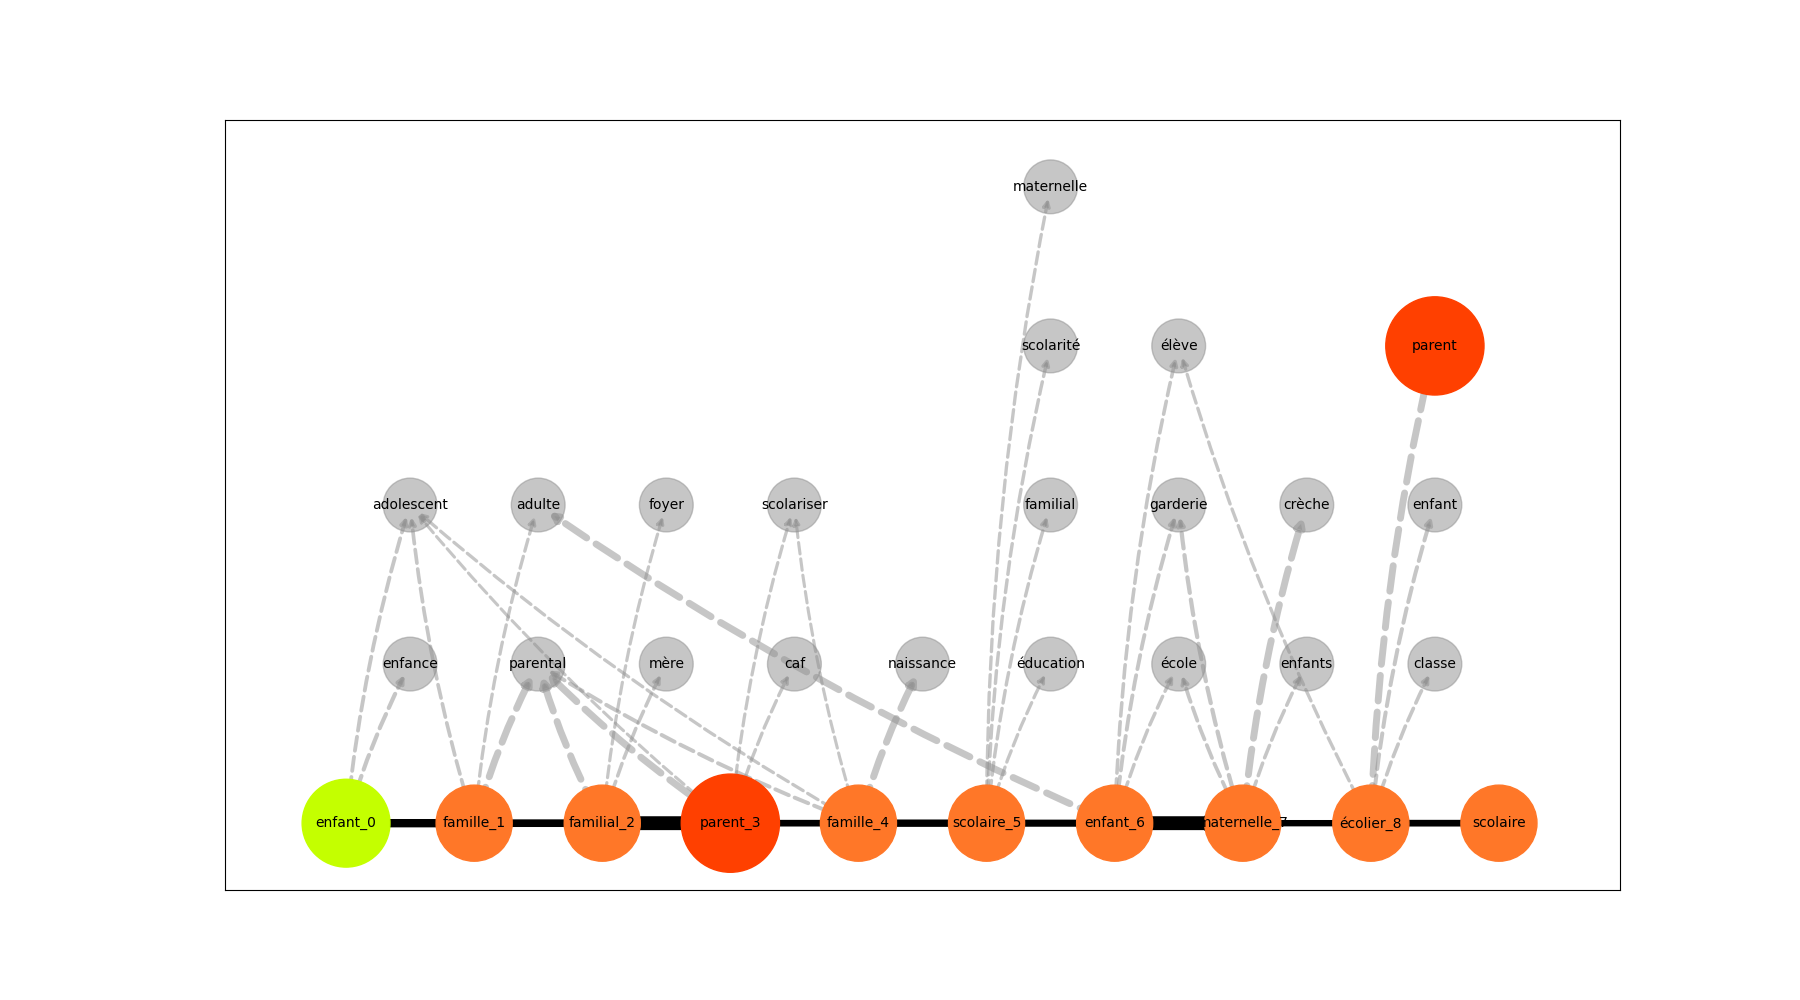 maternelle
scolarité
élève
parent
adolescent
adulte
foyer
scolariser
familial
garderie
crèche
enfant
enfance
parental
mère
caf
naissance
éducation
école
enfants
classe
enfant_0
famille_1
familial_2
parent_3
famille_4
scolaire_5
enfant_6
maternelle_7
écolier_8
scolaire